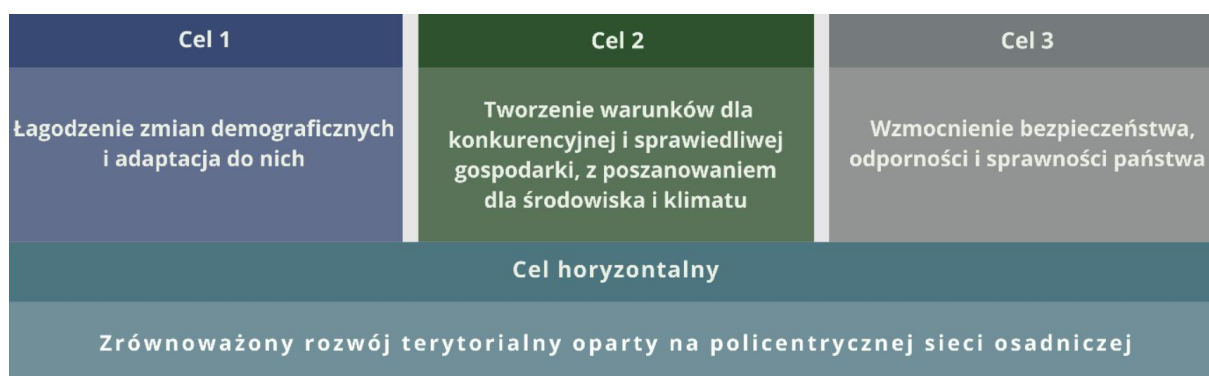 Cel 1
Łagodzenie zmian demograficznych
i adaptacja do nich
Cel 2
Tworzenie warunków dla
konkurencyjnej i sprawiedliwej
gospodarki, z poszanowaniem
dla środowiska i klimatu
Cel 3
Wzmocnienie bezpieczeństwa,
odporności i sprawności państwa
Cel horyzontalny
Zrównoważony rozwój terytorialny oparty na policentrycznej sieci osadniczej